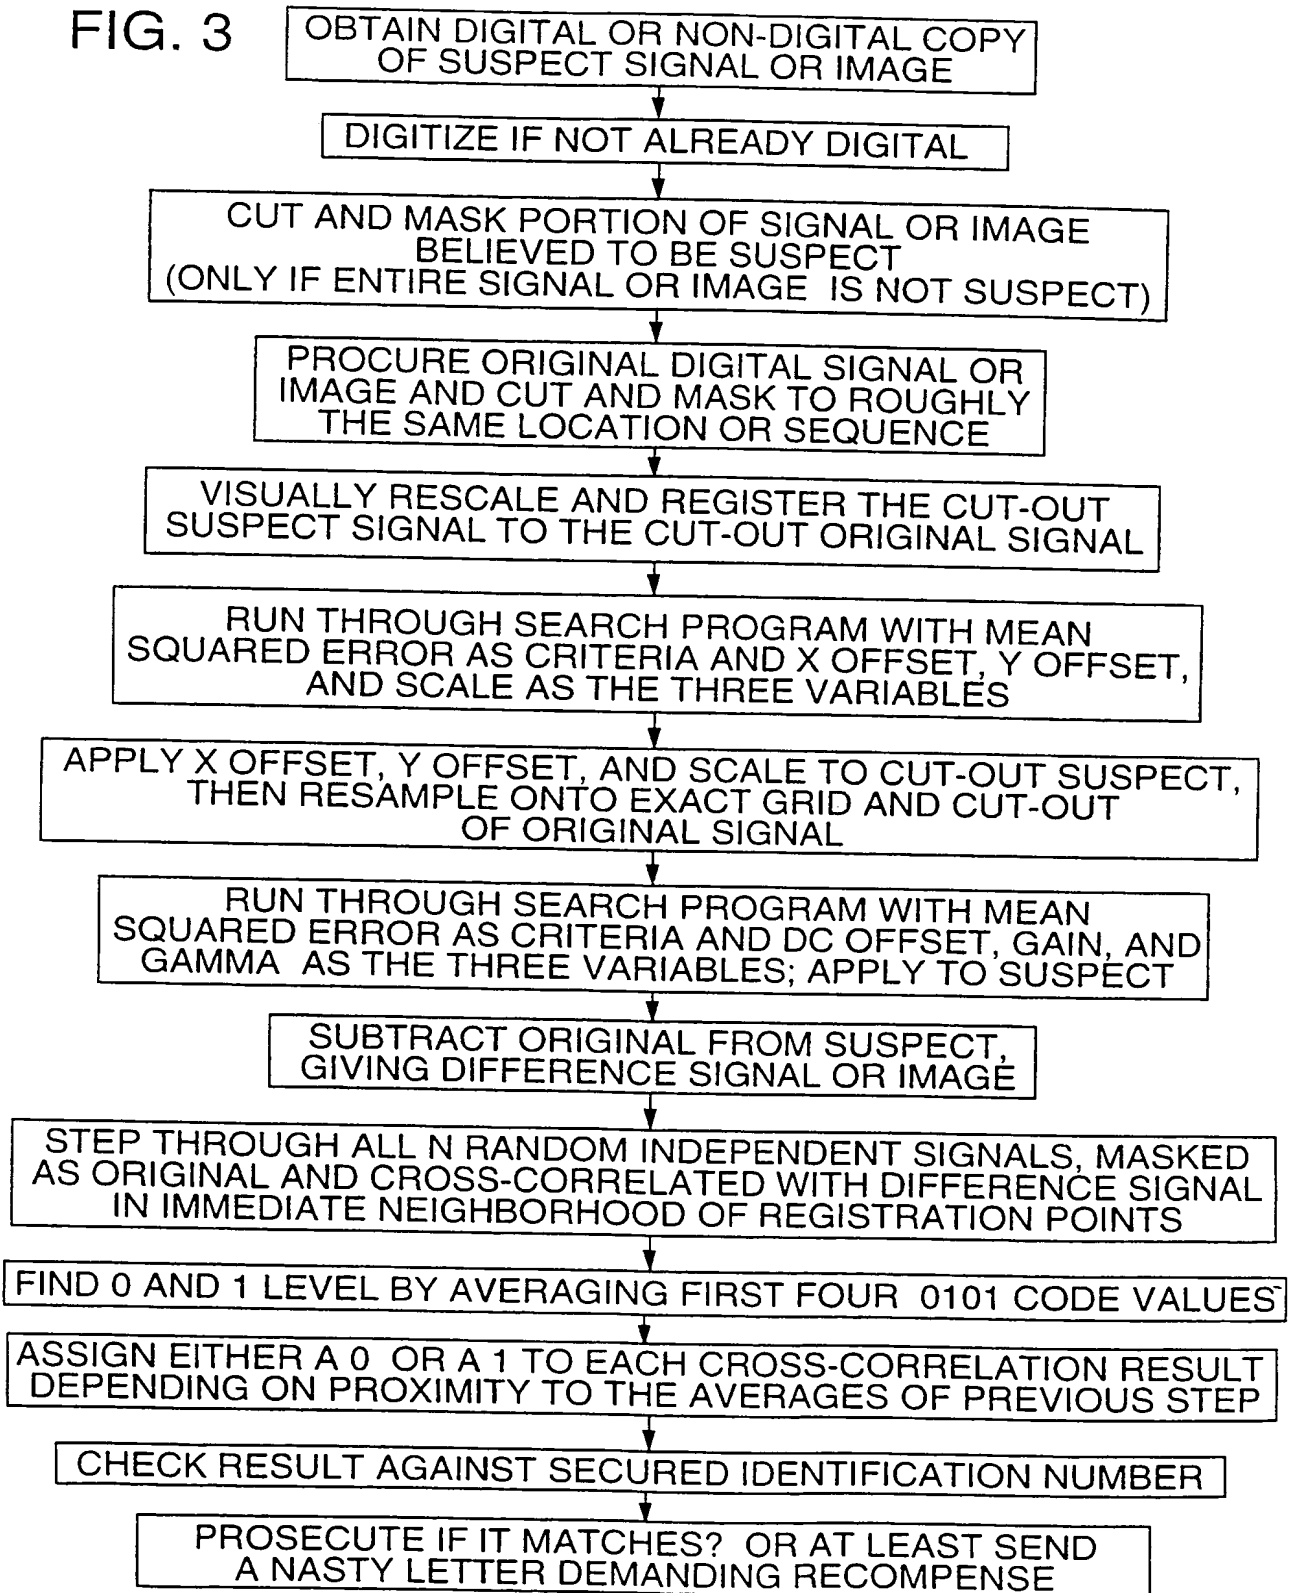 FIG. 3
OBTAIN DIGITAL OR NON-DIGITAL COPY
OF SUSPECT SIGNAL OR IMAGE
DIGITIZE IF NOT ALREADY DIGITAL
CUT AND MASK PORTION OF SIGNAL OR IMAGE
BELIEVED TO BE SUSPECT
(ONLY IF ENTIRE SIGNAL OR IMAGE IS NOT SUSPECT)
PROCURE ORIGINAL DIGITAL SIGNAL OR
IMAGE AND CUT AND MASK TO ROUGHLY
THE SAME LOCATION OR SEQUENCE
VISUALLY RESCALE AND REGISTER THE CUT-OUT
SUSPECT SIGNAL TO THE CUT-OUT ORIGINAL SIGNAL
RUN THROUGH SEARCH PROGRAM WITH MEAN
SQUARED ERROR AS CRITERIA AND X OFFSET, Y OFFSET,
AND SCALE AS THE THREE VARIABLES
APPLY X OFFSET, Y OFFSET, AND SCALE TO CUT-OUT SUSPECT,
THEN RESAMPLE ONTO EXACT GRID AND CUT-OUT
OF ORIGINAL SIGNAL
RUN THROUGH SEARCH PROGRAM WITH MEAN
SQUARED ERROR AS CRITERIA AND DC OFFSET, GAIN, AND
GAMMA AS THE THREE VARIABLES; APPLY TO SUSPECT
SUBTRACT ORIGINAL FROM SUSPECT,
GIVING DIFFERENCE SIGNAL OR IMAGE
STEP THROUGH ALL N RANDOM INDEPENDENT SIGNALS, MASKED
AS ORIGINAL AND CROSS-CORRELATED WITH DIFFERENCE SIGNAL
IN IMMEDIATE NEIGHBORHOOD OF REGISTRATION POINTS
FIND 0 AND 1 LEVEL BY AVERAGING FIRST FOUR 0101 CODE VALUES
ASSIGN EITHER A 0 OR A 1 TO EACH CROSS-CORRELATION RESULT
DEPENDING ON PROXIMITY TO THE AVERAGES OF PREVIOUS STEP
CHECK RESULT AGAINST SECURED IDENTIFICATION NUMBER
PROSECUTE IF IT MATCHES? OR AT LEAST SEND
A NASTY LETTER DEMANDING RECOMPENSE